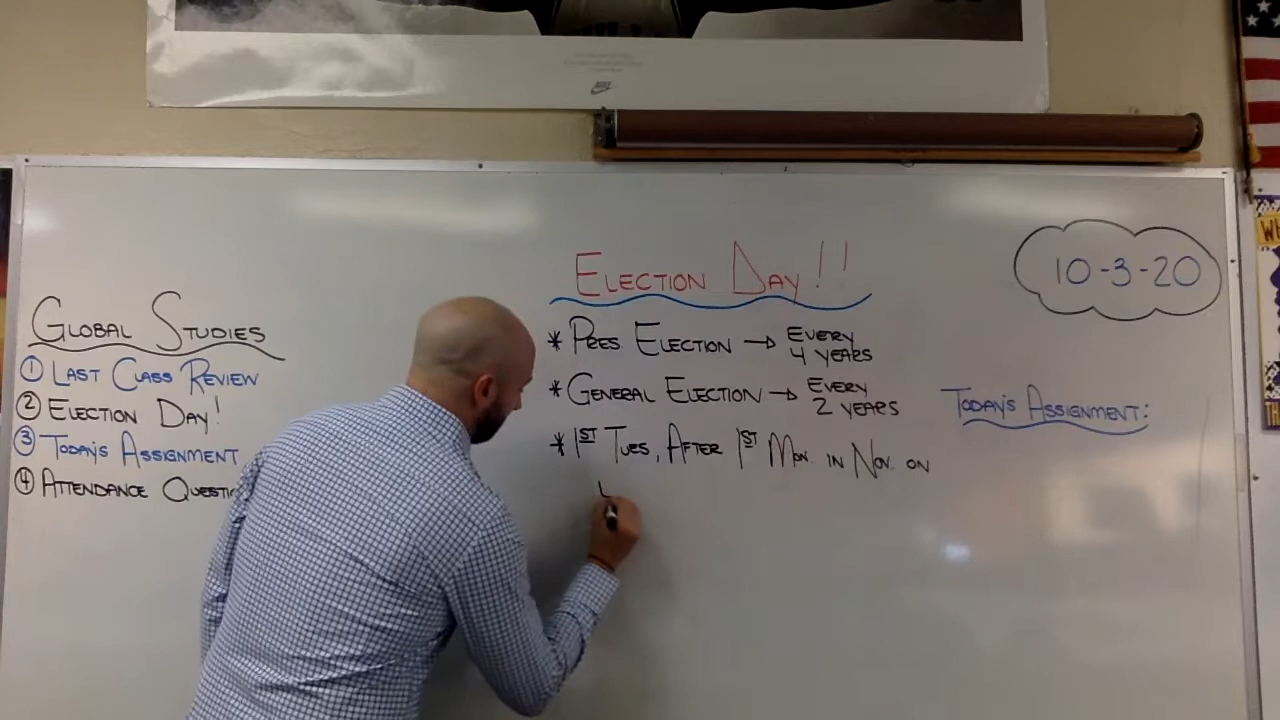 ELECTION DAY!!
10-3-20
GLOBAL STUDIES
① LAST CLASS REVIEW
② ELECTION DAY!
③ TODAY'S ASSIGNMENT
④ ATTENDANCE QUESTI
* PRES ELECTION → EVERY
4 YEARS
* GENERAL ELECTION → EVERY
2 YEARS
* 1ST TUES, AFTER 1ST MON. IN NOV. ON
TODAY'S ASSIGNMENT: